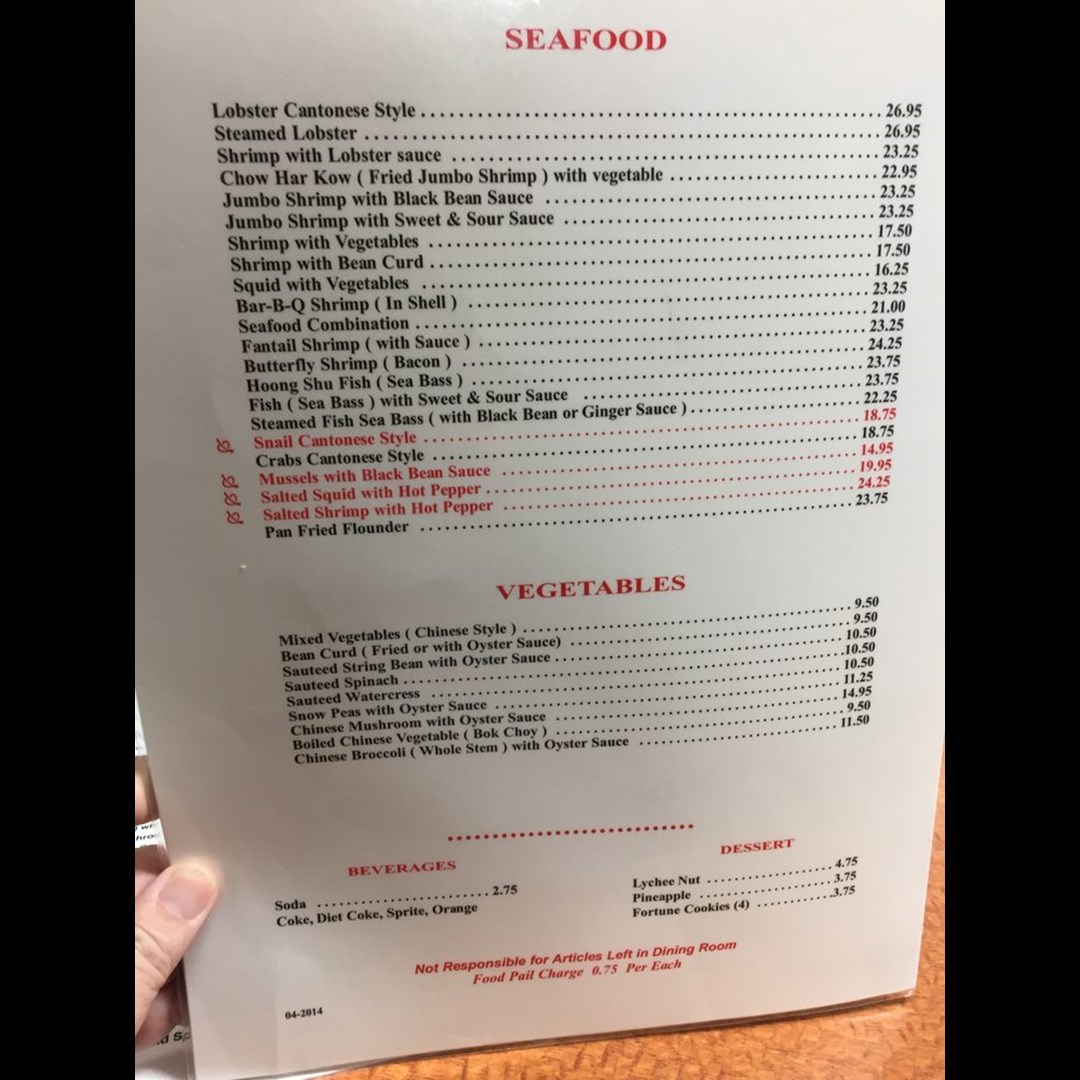 SEAFOOD
Lobster Cantonese Style ........ 26.95
Steamed Lobster ........ 26.95
Shrimp with Lobster sauce ........ 23.25
Chow Har Kow ( Fried Jumbo Shrimp ) with vegetable ........ 22.95
Jumbo Shrimp with Black Bean Sauce ........ 23.25
Jumbo Shrimp with Sweet & Sour Sauce ........ 23.25
Shrimp with Vegetables ........ 17.50
Shrimp with Bean Curd ........ 17.50
Squid with Vegetables ........ 16.25
Bar-B-Q Shrimp ( In Shell ) ........ 23.25
Seafood Combination ........ 21.00
Fantail Shrimp ( with Sauce ) ........ 23.25
Butterfly Shrimp ( Bacon ) ........ 24.25
Hoong Shu Fish ( Sea Bass ) ........ 23.75
Fish ( Sea Bass ) with Sweet & Sour Sauce ........ 23.75
Steamed Fish Sea Bass ( with Black Bean or Ginger Sauce ) ........ 22.25
Snail Cantonese Style ........ 18.75
Crabs Cantonese Style ........ 18.75
Mussels with Black Bean Sauce ........ 14.95
Salted Squid with Hot Pepper ........ 19.95
Salted Shrimp with Hot Pepper ........ 24.25
Pan Fried Flounder ........ 23.75
VEGETABLES
Mixed Vegetables ( Chinese Style ) ........ 9.50
Bean Curd ( Fried or with Oyster Sauce) ........ 9.50
Sauteed String Bean with Oyster Sauce ........ 10.50
Sauteed Spinach ........ 10.50
Sauteed Watercress ........ 10.50
Snow Peas with Oyster Sauce ........ 11.25
Chinese Mushroom with Oyster Sauce ........ 14.95
Boiled Chinese Vegetable ( Bok Choy ) ........ 9.50
Chinese Broccoli ( Whole Stem ) with Oyster Sauce ........ 11.50
BEVERAGES
Soda ........ 2.75
Coke, Diet Coke, Sprite, Orange
DESSERT
Lychee Nut ........ 4.75
Pineapple ........ 3.75
Fortune Cookies (4) ........ 3.75
Not Responsible for Articles Left in Dining Room
Food Pail Charge 0.75 Per Each
04-2014